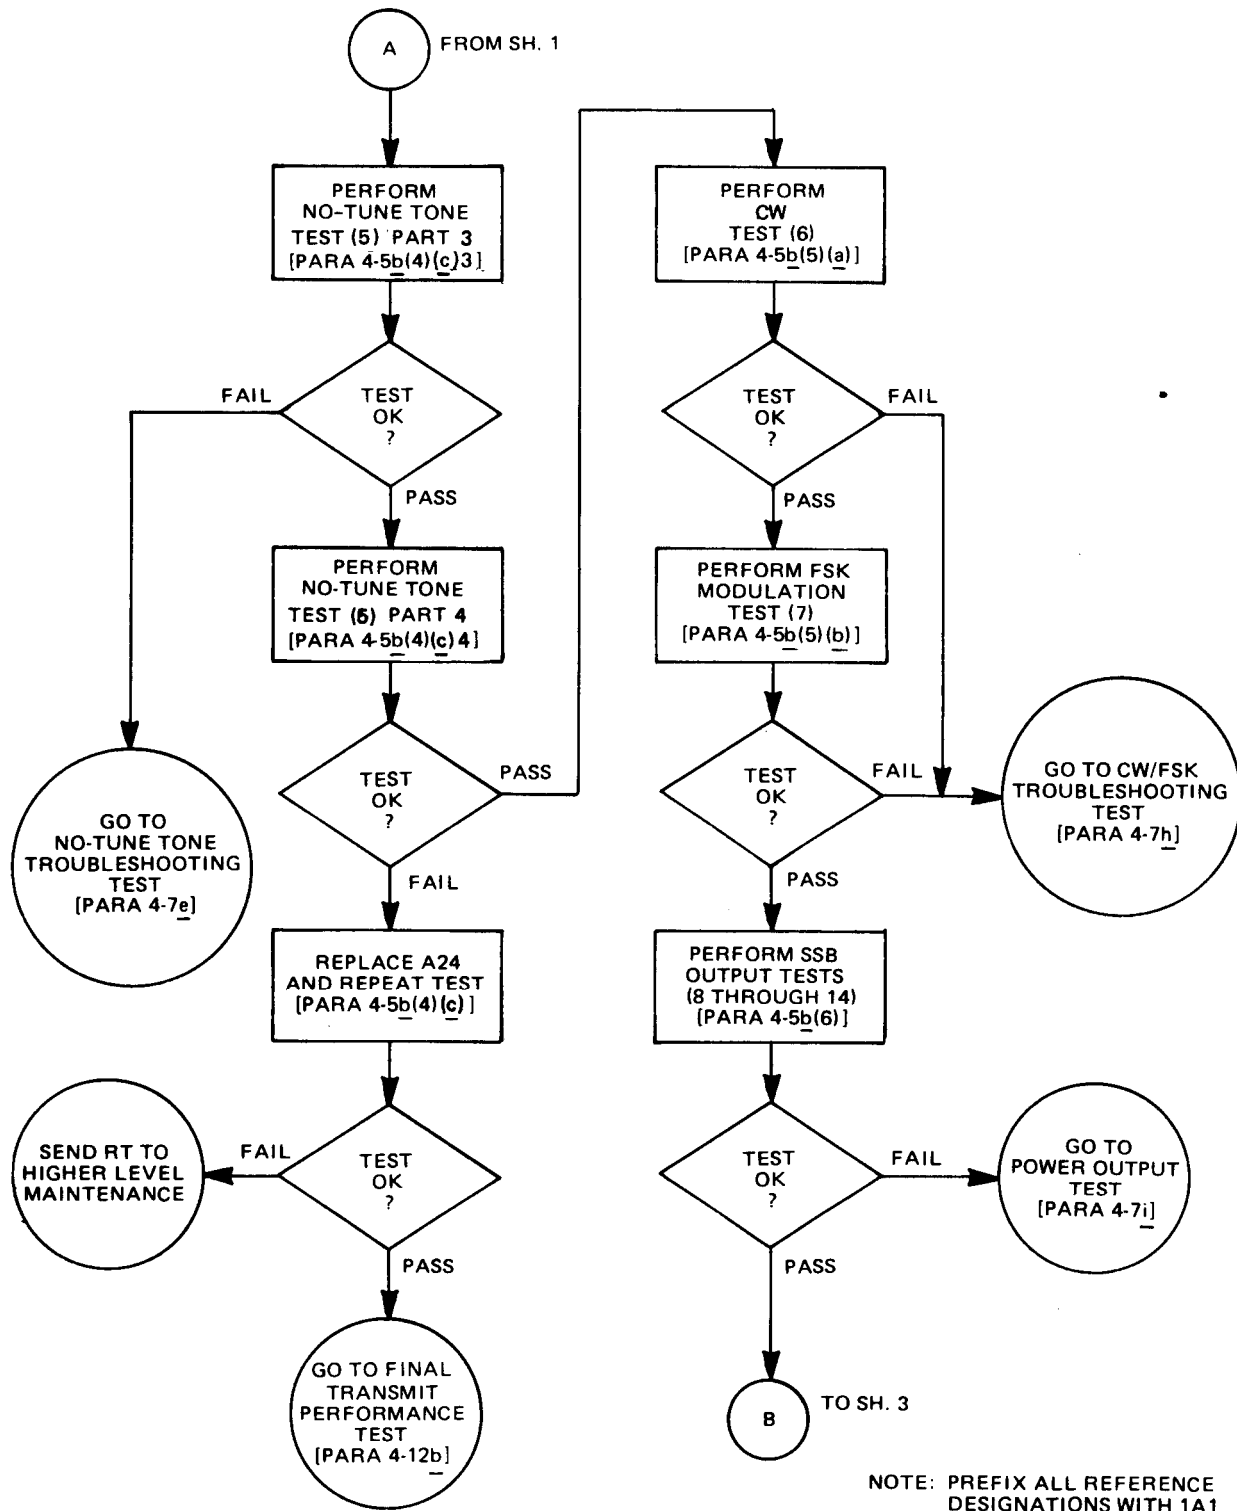 A
FROM SH. 1
PERFORM
NO-TUNE TONE
TEST (5) PART 3
[PARA 4-5b(4)(c)3]
TEST
OK
?
FAIL
PASS
PERFORM
NO-TUNE TONE
TEST (5) PART 4
[PARA 4-5b(4)(c)4]
TEST
OK
?
PASS
FAIL
GO TO
NO-TUNE TONE
TROUBLESHOOTING
TEST
[PARA 4-7e]
REPLACE A24
AND REPEAT TEST
[PARA 4-5b(4)(c)]
TEST
OK
?
FAIL
PASS
SEND RT TO
HIGHER LEVEL
MAINTENANCE
GO TO FINAL
TRANSMIT
PERFORMANCE
TEST
[PARA 4-12b]
PERFORM
CW
TEST (6)
[PARA 4-5b(5)(a)]
TEST
OK
?
FAIL
PASS
PERFORM FSK
MODULATION
TEST (7)
[PARA 4-5b(5)(b)]
TEST
OK
?
FAIL
PASS
GO TO CW/FSK
TROUBLESHOOTING
TEST
[PARA 4-7h]
PERFORM SSB
OUTPUT TESTS
(8 THROUGH 14)
[PARA 4-5b(6)]
TEST
OK
?
FAIL
PASS
GO TO
POWER OUTPUT
TEST
[PARA 4-7i]
B
TO SH. 3
NOTE: PREFIX ALL REFERENCE
DESIGNATIONS WITH 1A1